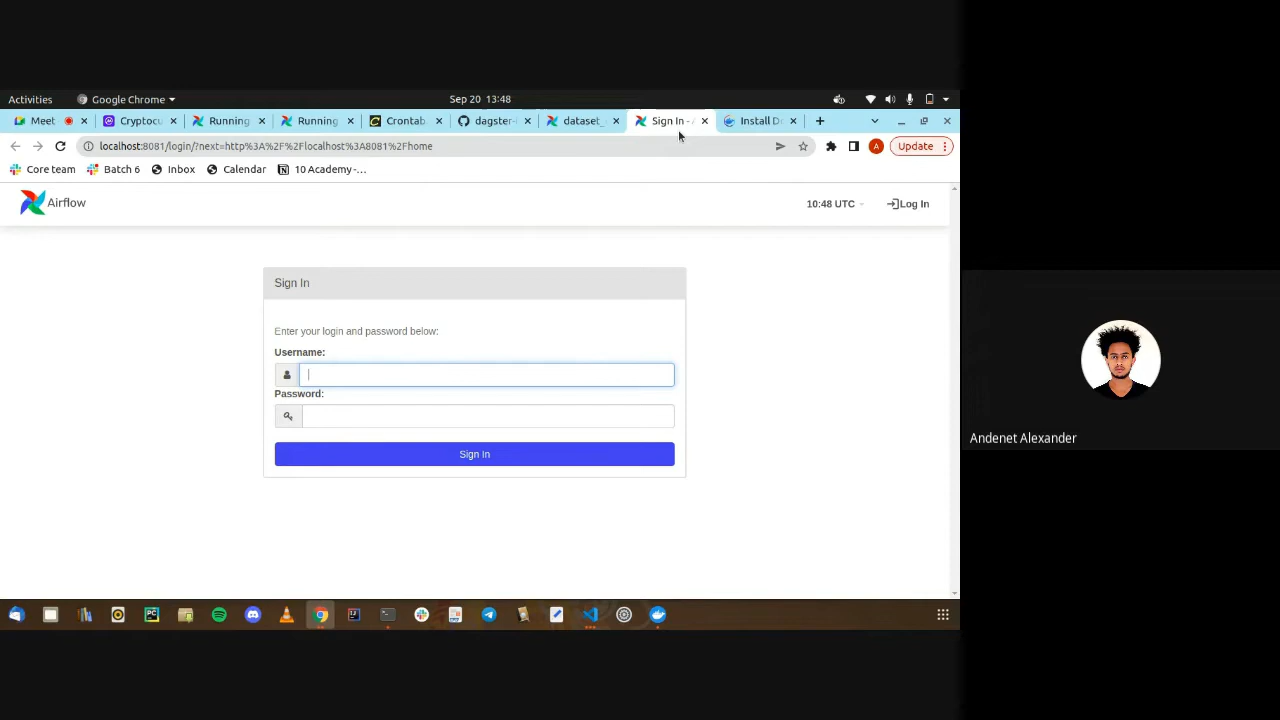 Activities Google Chrome Sep 20 13:48
Meet Cryptocu Running Running Crontab. dagster- dataset_ Sign In - Install Do
localhost:8081/login/?next=http%3A%2F%2Flocalhost%3A8081%2Fhome A Update
Core team Batch 6 Inbox Calendar 10 Academy -...
Airflow 10:48 UTC Log In
Sign In
Enter your login and password below:
Username:
Password:
Sign In
Andenet Alexander